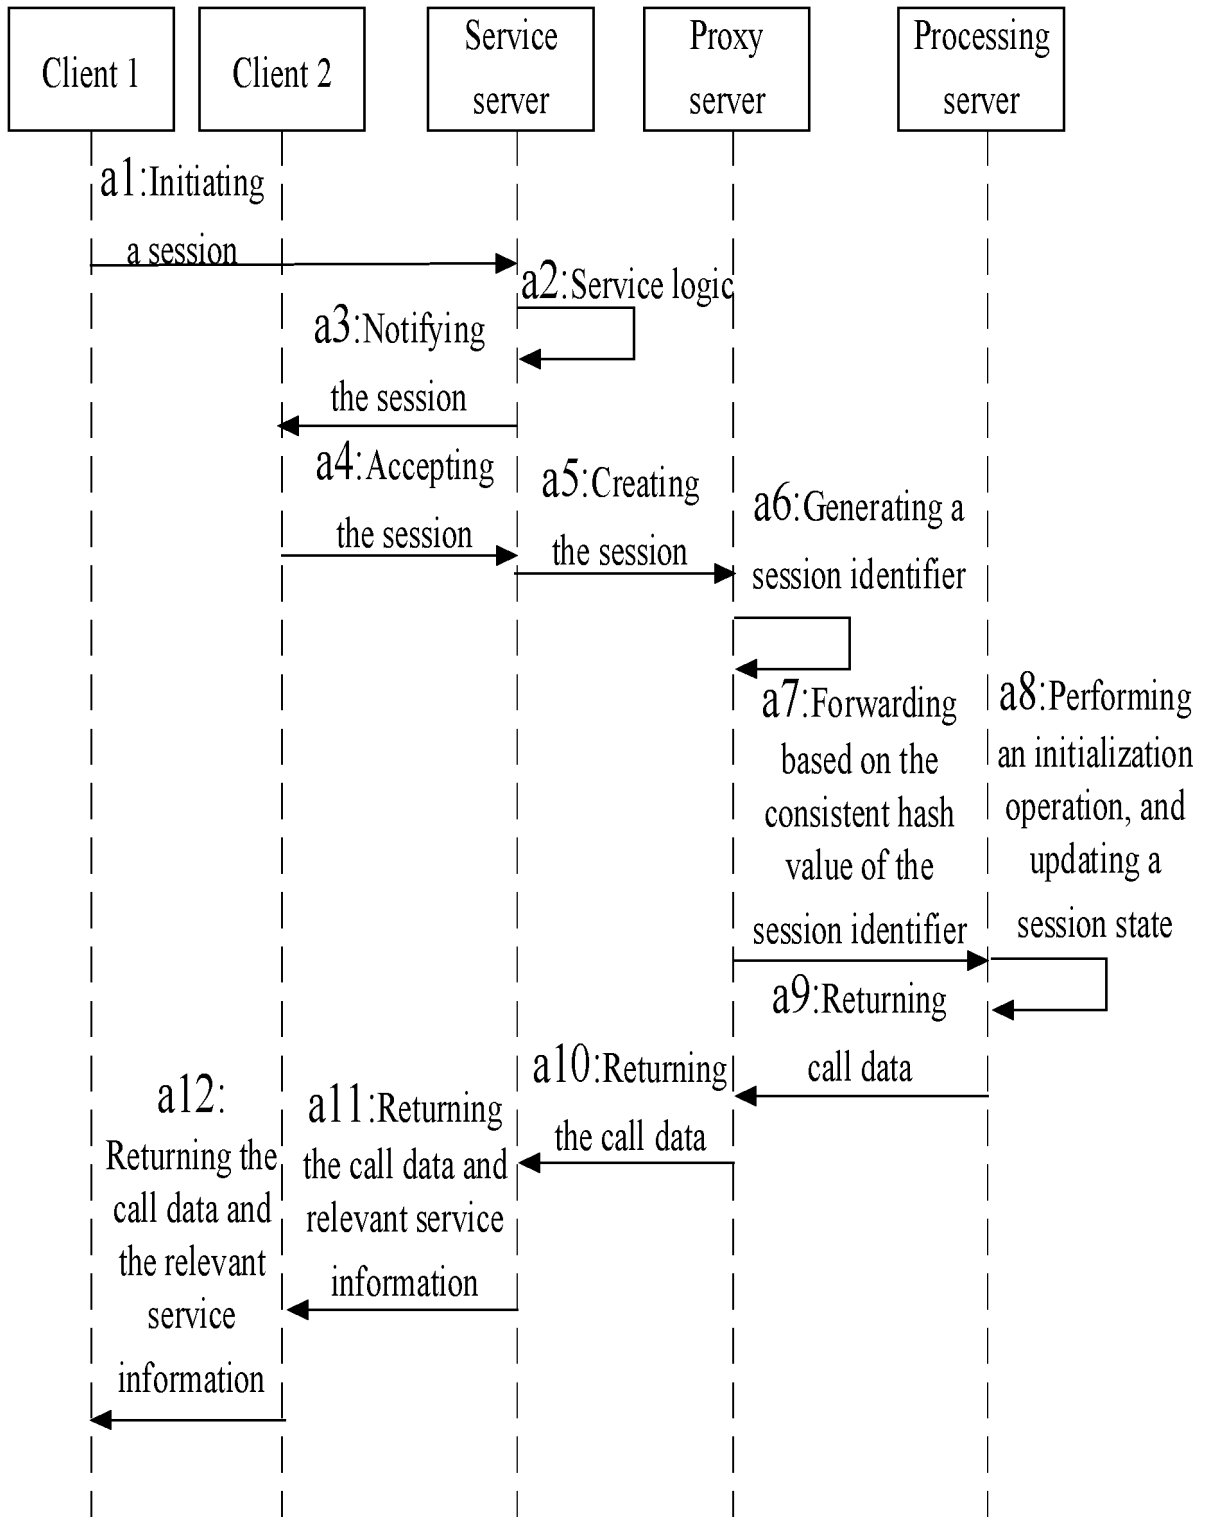 Client 1
Client 2
Service
server
Proxy
server
Processing
server
a1:Initiating
a session
a2:Service logic
a3:Notifying
the session
a4:Accepting
the session
a5:Creating
the session
a6:Generating a
session identifier
a7:Forwarding
based on the
consistent hash
value of the
session identifier
a8:Performing
an initialization
operation, and
updating a
session state
a9:Returning
call data
a10:Returning
the call data
a11:Returning
the call data and
relevant service
information
a12:
Returning the
call data and
the relevant
service
information